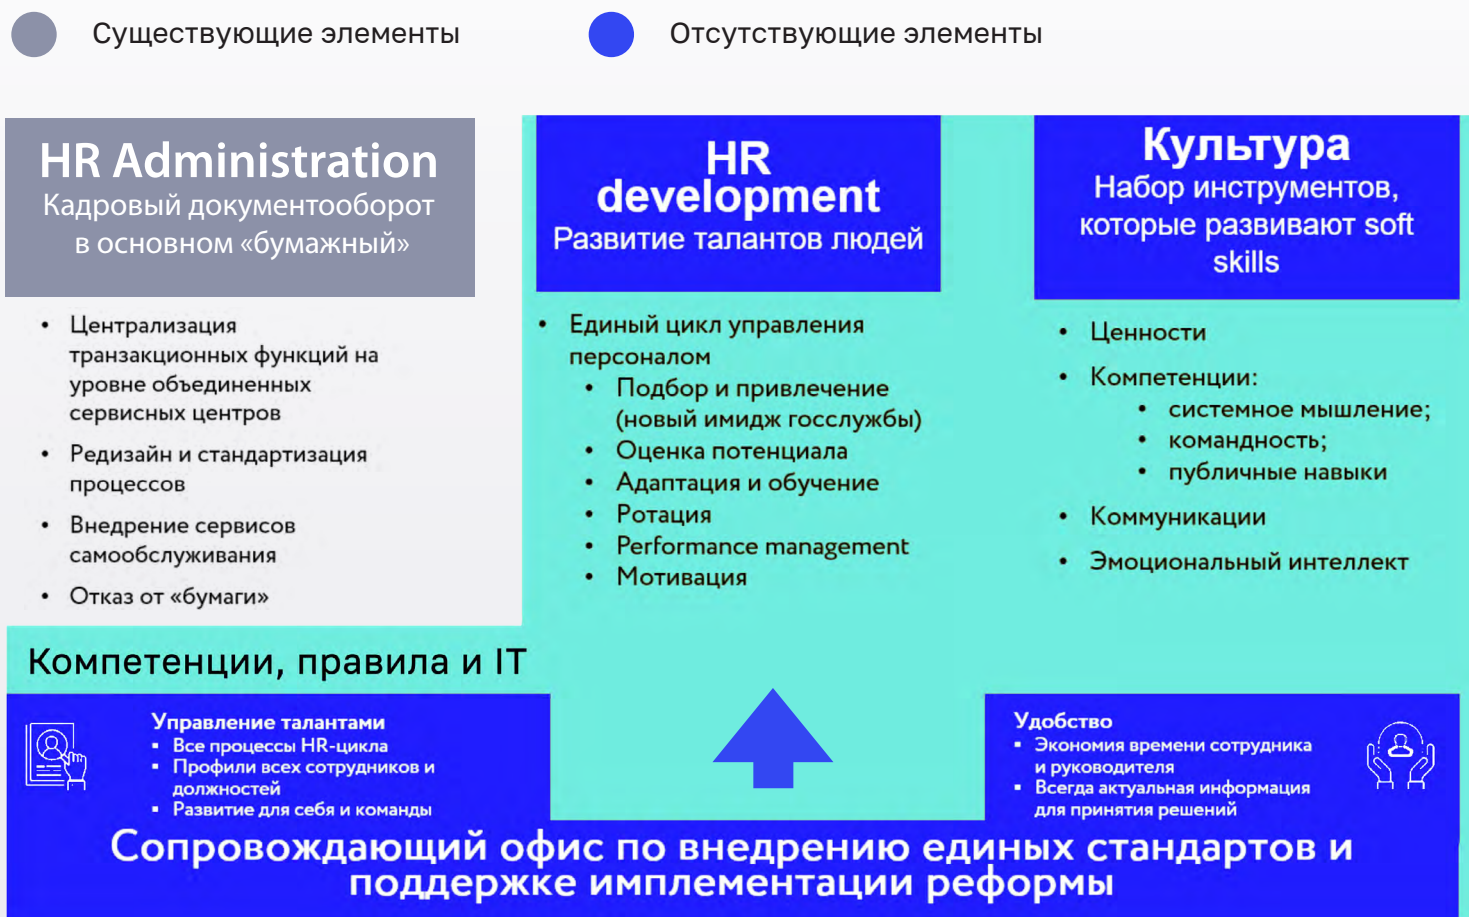 Существующие элементы
Отсутствующие элементы
HR Administration
Кадровый документооборот
в основном «бумажный»
• Централизация
транзакционных функций на
уровне объединенных
сервисных центров
• Редизайн и стандартизация
процессов
• Внедрение сервисов
самообслуживания
• Отказ от «бумаги»
HR
development
Развитие талантов людей
• Единый цикл управления
персоналом
• Подбор и привлечение
(новый имидж госслужбы)
• Оценка потенциала
• Адаптация и обучение
• Ротация
• Performance management
• Мотивация
Культура
Набор инструментов,
которые развивают soft
skills
• Ценности
• Компетенции:
• системное мышление;
• командность;
• публичные навыки
• Коммуникации
• Эмоциональный интеллект
Компетенции, правила и IT
Управление талантами
▪ Все процессы HR-цикла
▪ Профили всех сотрудников и
должностей
▪ Развитие для себя и команды
Удобство
▪ Экономия времени сотрудника
и руководителя
▪ Всегда актуальная информация
для принятия решений
Сопровождающий офис по внедрению единых стандартов и
поддержке имплементации реформы